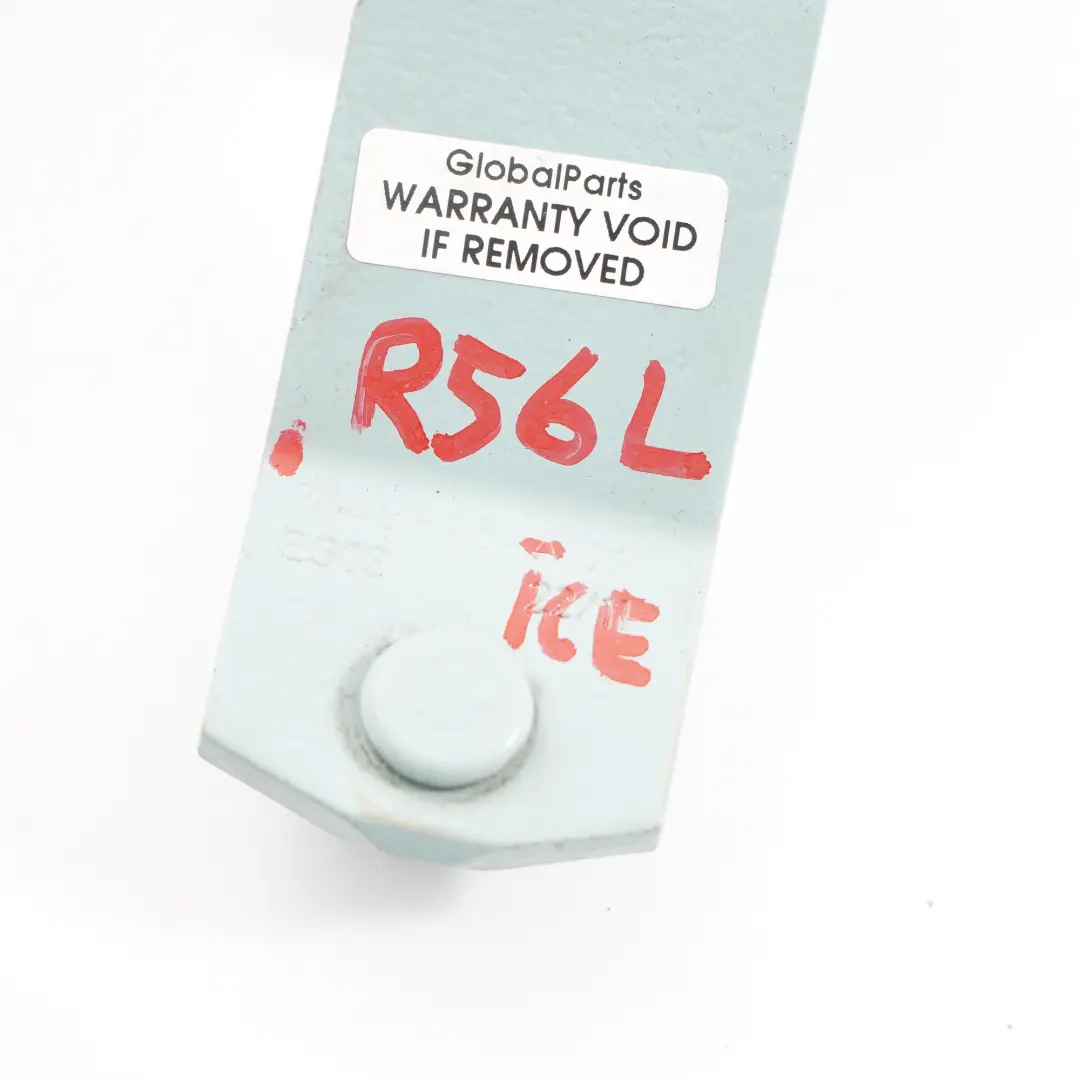 GlobalParts
WARRANTY VOID
IF REMOVED
R56L
ICE